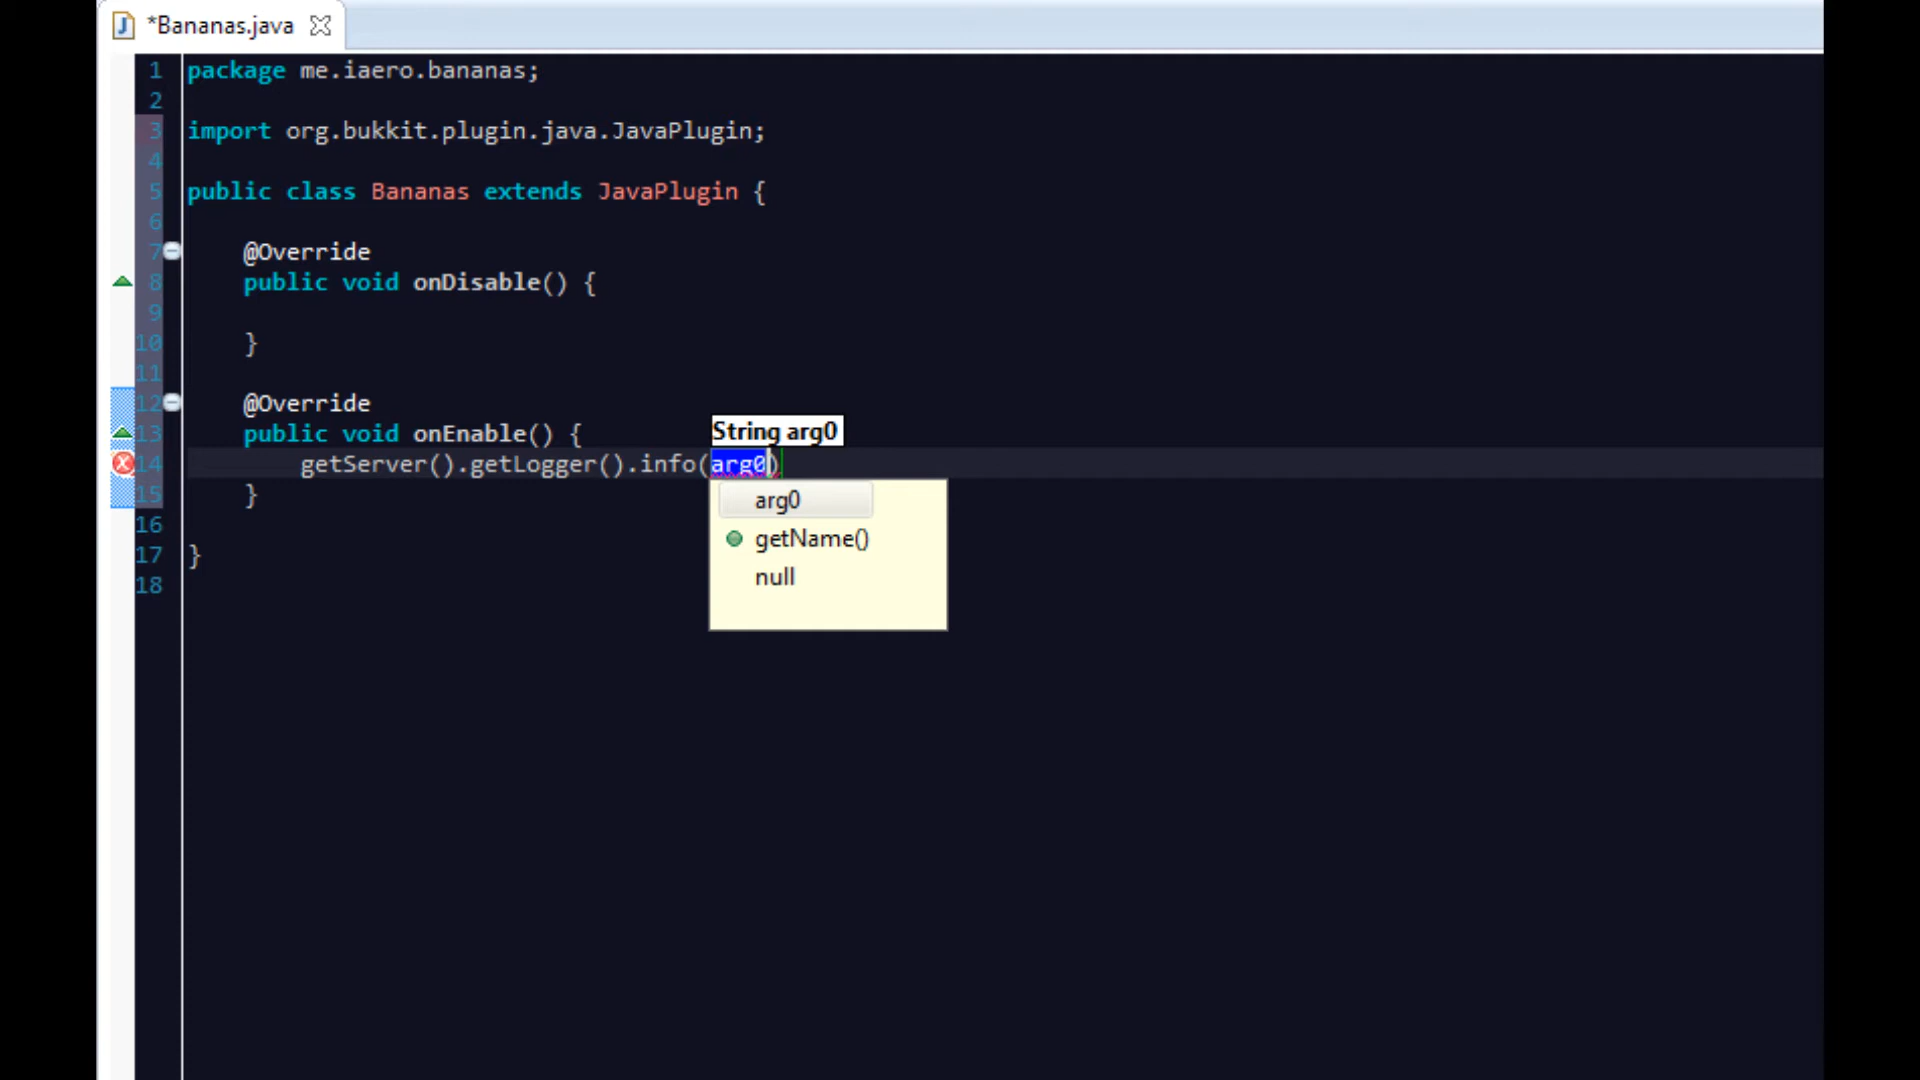 *Bananas.java
1 package me.iaero.bananas;
2
3 import org.bukkit.plugin.java.JavaPlugin;
4
5 public class Bananas extends JavaPlugin {
6
7 @Override
8 public void onDisable() {
9
10 }
11
12 @Override
String arg0
13 public void onEnable() {
14 getServer().getLogger().info(arg0)
15 }
arg0
16
getName()
17 }
null
18